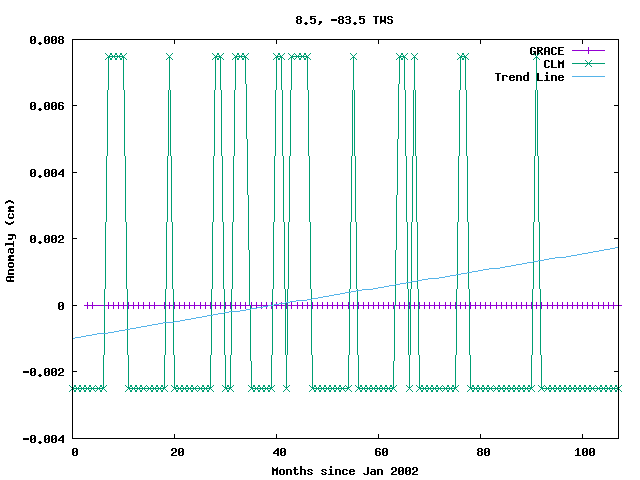 8.5, -83.5 TWS
GRACE
CLM
Trend Line
0.008
0.006
0.004
0.002
0
-0.002
-0.004
Anomaly (cm)
0 20 40 60 80 100
Months since Jan 2002